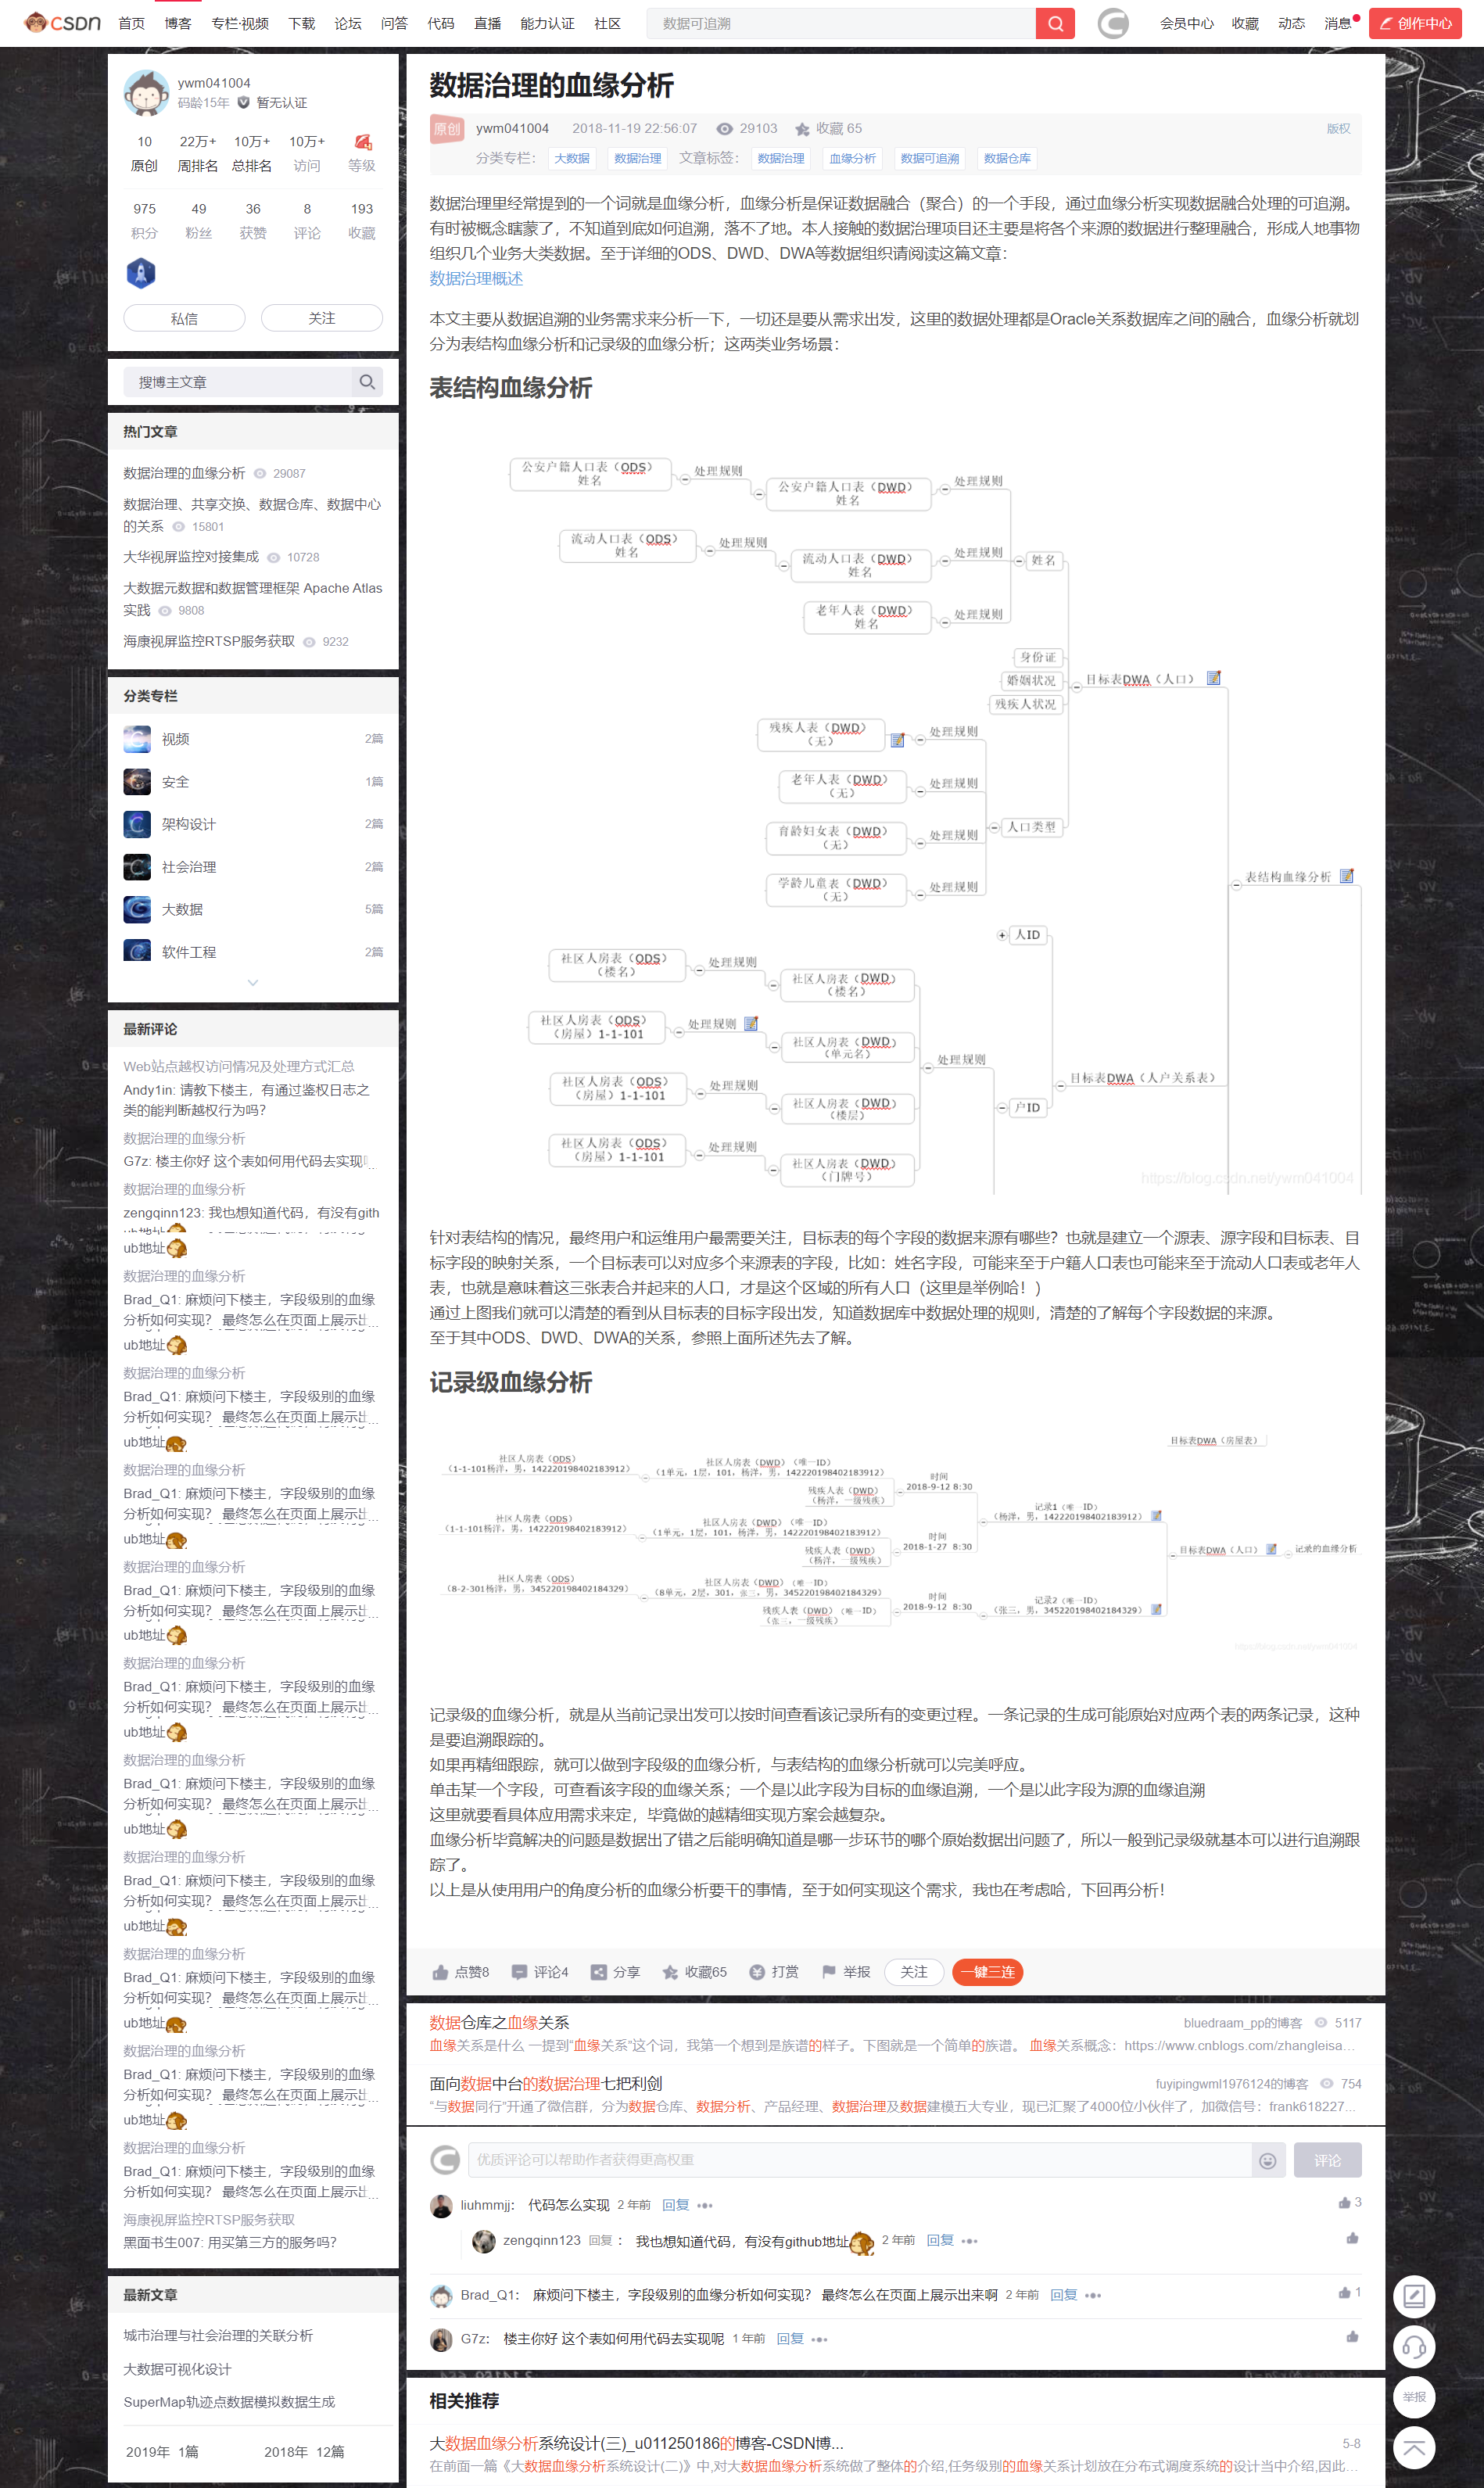 CSDN 首页 博客 专栏·视频 下载 论坛 问答 代码 直播 能力认证 社区 数据可追溯 会员中心 收藏 动态 消息 创作中心
ywm041004
码龄15年 暂无认证
10 22万+ 10万+ 10万+
原创 周排名 总排名 访问 等级
975 49 36 8 193
积分 粉丝 获赞 评论 收藏
私信 关注
搜博主文章
热门文章
数据治理的血缘分析 29087
数据治理、共享交换、数据仓库、数据中心
的关系 15801
大华视屏监控对接集成 10728
大数据元数据和数据管理框架 Apache Atlas
实践 9808
海康视屏监控RTSP服务获取 9232
分类专栏
视频 2篇
安全 1篇
架构设计 2篇
社会治理 2篇
大数据 5篇
软件工程 2篇
最新评论
Web站点越权访问情况及处理方式汇总
Andy1in: 请教下楼主，有通过鉴权日志之
类的能判断越权行为吗？
数据治理的血缘分析
G7z: 楼主你好 这个表如何用代码去实现...
数据治理的血缘分析
zengqinn123: 我也想知道代码，有没有gith
ub地址
数据治理的血缘分析
Brad_Q1: 麻烦问下楼主，字段级别的血缘
分析如何实现？ 最终怎么在页面上展示出...
ub地址
数据治理的血缘分析
Brad_Q1: 麻烦问下楼主，字段级别的血缘
分析如何实现？ 最终怎么在页面上展示出...
ub地址
数据治理的血缘分析
Brad_Q1: 麻烦问下楼主，字段级别的血缘
分析如何实现？ 最终怎么在页面上展示出...
ub地址
数据治理的血缘分析
Brad_Q1: 麻烦问下楼主，字段级别的血缘
分析如何实现？ 最终怎么在页面上展示出...
ub地址
数据治理的血缘分析
Brad_Q1: 麻烦问下楼主，字段级别的血缘
分析如何实现？ 最终怎么在页面上展示出...
ub地址
数据治理的血缘分析
Brad_Q1: 麻烦问下楼主，字段级别的血缘
分析如何实现？ 最终怎么在页面上展示出...
ub地址
数据治理的血缘分析
Brad_Q1: 麻烦问下楼主，字段级别的血缘
分析如何实现？ 最终怎么在页面上展示出...
ub地址
数据治理的血缘分析
Brad_Q1: 麻烦问下楼主，字段级别的血缘
分析如何实现？ 最终怎么在页面上展示出...
ub地址
数据治理的血缘分析
Brad_Q1: 麻烦问下楼主，字段级别的血缘
分析如何实现？ 最终怎么在页面上展示出...
ub地址
数据治理的血缘分析
Brad_Q1: 麻烦问下楼主，字段级别的血缘
分析如何实现？ 最终怎么在页面上展示出...
海康视屏监控RTSP服务获取
黑面书生007: 用买第三方的服务吗？
最新文章
城市治理与社会治理的关联分析
大数据可视化设计
SuperMap轨迹点数据模拟数据生成
2019年 1篇 2018年 12篇
数据治理的血缘分析
原创 ywm041004 2018-11-19 22:56:07 29103 收藏 65 版权
分类专栏： 大数据 数据治理 文章标签： 数据治理 血缘分析 数据可追溯 数据仓库
数据治理里经常提到的一个词就是血缘分析，血缘分析是保证数据融合（聚合）的一个手段，通过血缘分析实现数据融合处理的可追溯。
有时被概念瞎蒙了，不知道到底如何追溯，落不了地。本人接触的数据治理项目还主要是将各个来源的数据进行整理融合，形成人地事物
组织几个业务大类数据。至于详细的ODS、DWD、DWA等数据组织请阅读这篇文章：
数据治理概述
本文主要从数据追溯的业务需求来分析一下，一切还是要从需求出发，这里的数据处理都是Oracle关系数据库之间的融合，血缘分析就划
分为表结构血缘分析和记录级的血缘分析；这两类业务场景：
表结构血缘分析
公安户籍人口表（ODS） 处理规则
姓名
公安户籍人口表（DWD） 处理规则
姓名
流动人口表（ODS） 处理规则
姓名
流动人口表（DWD） 处理规则 姓名
姓名
老年人表（DWD） 处理规则
姓名
身份证
婚姻状况 目标表DWA（人口）
残疾人状况
残疾人表（DWD） 处理规则
（无）
老年人表（DWD） 处理规则
（无）
育龄妇女表（DWD） 处理规则 人口类型
（无）
学龄儿童表（DWD） 处理规则
（无）
表结构血缘分析
人ID
社区人房表（ODS） 处理规则
（楼名）
社区人房表（DWD）
（楼名）
社区人房表（ODS） 处理规则
（房屋）1-1-101
社区人房表（DWD）
（单元名）
处理规则
目标表DWA（人户关系表）
社区人房表（ODS） 处理规则
（房屋）1-1-101
社区人房表（DWD）
（楼层）
户ID
社区人房表（ODS） 处理规则
（房屋）1-1-101
社区人房表（DWD）
（门牌号）
https://blog.csdn.net/ywm041004
针对表结构的情况，最终用户和运维用户最需要关注，目标表的每个字段的数据来源有哪些？也就是建立一个源表、源字段和目标表、目
标字段的映射关系，一个目标表可以对应多个来源表的字段，比如：姓名字段，可能来至于户籍人口表也可能来至于流动人口表或老年人
表，也就是意味着这三张表合并起来的人口，才是这个区域的所有人口（这里是举例哈！）
通过上图我们就可以清楚的看到从目标表的目标字段出发，知道数据库中数据处理的规则，清楚的了解每个字段数据的来源。
至于其中ODS、DWD、DWA的关系，参照上面所述先去了解。
记录级血缘分析
目标表DWA（房屋表）
社区人房表（ODS）
（1-1-101杨洋，男，142220198402183912）
社区人房表（DWD）（唯一ID）
（1单元，1层，101，杨洋，男，142220198402183912）
时间
2018-9-12 8:30
残疾人表（DWD）
（杨洋，一级残疾）
记录1（唯一ID）
（杨洋，男，142220198402183912）
社区人房表（ODS）
（1-1-101杨洋，男，142220198402183912）
社区人房表（DWD）（唯一ID）
（1单元，1层，101，杨洋，男，142220198402183912）
时间
2018-1-27 8:30
残疾人表（DWD）
（杨洋，一级残疾）
目标表DWA（人口） 记录的血缘分析
社区人房表（ODS）
（8-2-301杨洋，男，345220198402184329）
社区人房表（DWD）（唯一ID）
（8单元，2层，301，张三，男，345220198402184329）
时间
2018-9-12 8:30
残疾人表（DWD）（唯一ID）
（张三，一级残疾）
记录2（唯一ID）
（张三，男，345220198402184329）
https://blog.csdn.net/ywm041004
记录级的血缘分析，就是从当前记录出发可以按时间查看该记录所有的变更过程。一条记录的生成可能原始对应两个表的两条记录，这种
是要追溯跟踪的。
如果再精细跟踪，就可以做到字段级的血缘分析，与表结构的血缘分析就可以完美呼应。
单击某一个字段，可查看该字段的血缘关系；一个是以此字段为目标的血缘追溯，一个是以此字段为源的血缘追溯
这里就要看具体应用需求来定，毕竟做的越精细实现方案会越复杂。
血缘分析毕竟解决的问题是数据出了错之后能明确知道是哪一步环节的哪个原始数据出问题了，所以一般到记录级就基本可以进行追溯跟
踪了。
以上是从使用用户的角度分析的血缘分析要干的事情，至于如何实现这个需求，我也在考虑哈，下回再分析！
点赞8 评论4 分享 收藏65 打赏 举报 关注 一键三连
数据仓库之血缘关系 bluedraam_pp的博客 5117
血缘关系是什么 一提到“血缘关系”这个词，我第一个想到是族谱的样子。下图就是一个简单的族谱。 血缘关系概念：https://www.cnblogs.com/zhangleisa...
面向数据中台的数据治理七把利剑 fuyipingwml1976124的博客 754
“与数据同行”开通了微信群，分为数据仓库、数据分析、产品经理、数据治理及数据建模五大专业，现已汇聚了4000位小伙伴了，加微信号：frank618227...
优质评论可以帮助作者获得更高权重 评论
liuhmmjj： 代码怎么实现 2 年前 回复 3
zengqinn123 回复： 我也想知道代码，有没有github地址 2 年前 回复
Brad_Q1： 麻烦问下楼主，字段级别的血缘分析如何实现？ 最终怎么在页面上展示出来啊 2 年前 回复 1
G7z： 楼主你好 这个表如何用代码去实现呢 1 年前 回复
举报
相关推荐
大数据血缘分析系统设计(三)_u011250186的博客-CSDN博... 5-8
在前面一篇《大数据血缘分析系统设计(二)》中,对大数据血缘分析系统做了整体的介绍,任务级别的血缘关系计划放在分布式调度系统的设计当中介绍,因此...